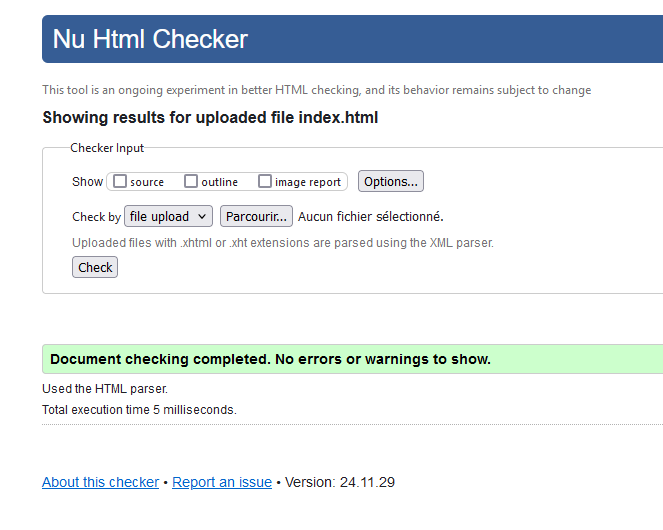 Nu Html Checker
This tool is an ongoing experiment in better HTML checking, and its behavior remains subject to change
Showing results for uploaded file index.html
Checker Input
Show source outline image report Options...
Check by file upload Parcourir... Aucun fichier sélectionné.
Uploaded files with .xhtml or .xht extensions are parsed using the XML parser.
Check
Document checking completed. No errors or warnings to show.
Used the HTML parser.
Total execution time 5 milliseconds.
About this checker • Report an issue • Version: 24.11.29